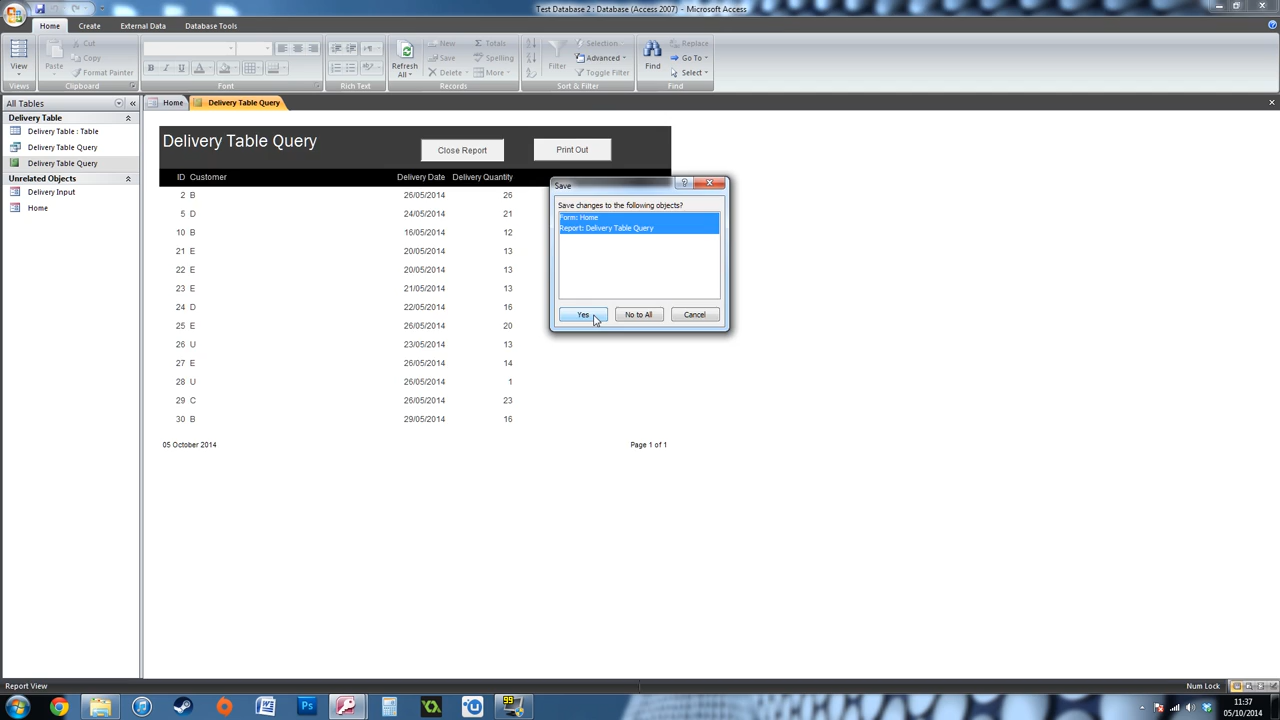 Test Database 2 : Database (Access 2007) - Microsoft Access
Home Create External Data Database Tools
View
Views
Paste
Cut
Copy
Format Painter
Clipboard
B I U A
Font
Rich Text
Refresh All
New
Save
Delete
Totals
Spelling
More
Records
Filter
Selection
Advanced
Toggle Filter
Sort & Filter
Find
Replace
Go To
Select
Find
All Tables
Delivery Table
Delivery Table : Table
Delivery Table Query
Delivery Table Query
Unrelated Objects
Delivery Input
Home
Home Delivery Table Query
Delivery Table Query Close Report Print Out
ID Customer Delivery Date Delivery Quantity
2 B 26/05/2014 26
5 D 24/05/2014 21
10 B 16/05/2014 12
21 E 20/05/2014 13
22 E 20/05/2014 13
23 E 21/05/2014 13
24 D 22/05/2014 16
25 E 26/05/2014 20
26 U 23/05/2014 13
27 E 26/05/2014 14
28 U 26/05/2014 1
29 C 26/05/2014 23
30 B 29/05/2014 16
05 October 2014 Page 1 of 1
Save
Save changes to the following objects?
Form: Home
Report: Delivery Table Query
Yes No to All Cancel
Report View Num Lock
99
11:37
05/10/2014